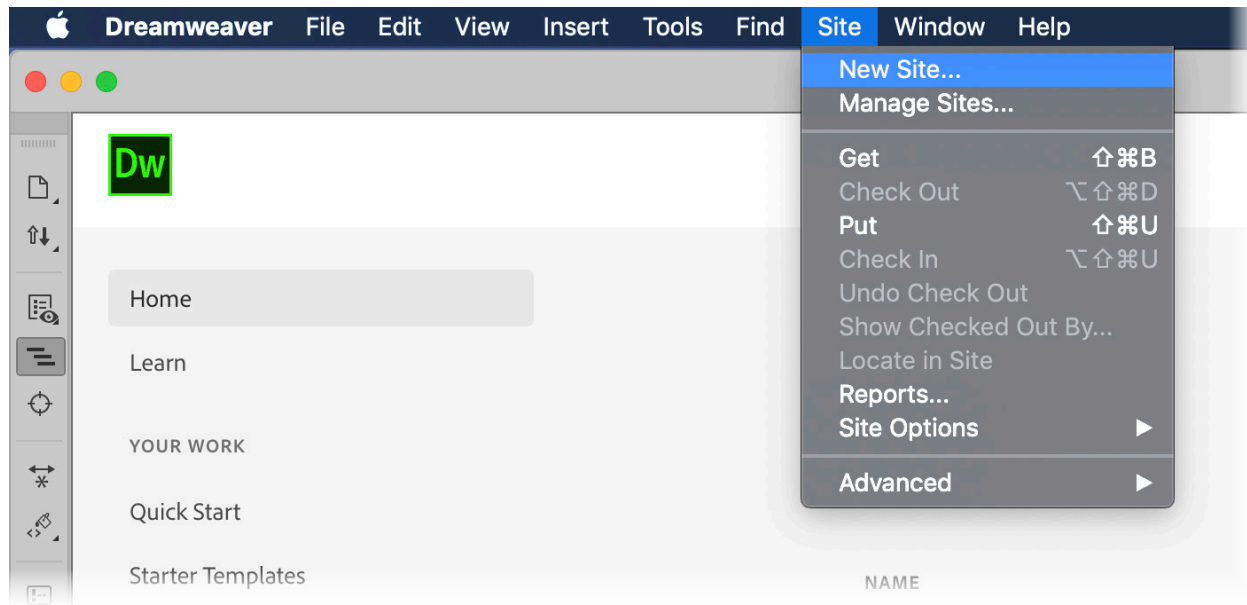 Dreamweaver File Edit View Insert Tools Find Site Window Help
New Site...
Manage Sites...
Dw
Get ⇧⌘B
Check Out ⌥⇧⌘D
Put ⇧⌘U
Check In ⌥⇧⌘U
Undo Check Out
Show Checked Out By...
Locate in Site
Reports...
Site Options ▶
Advanced ▶
Home
Learn
YOUR WORK
Quick Start
Starter Templates
NAME